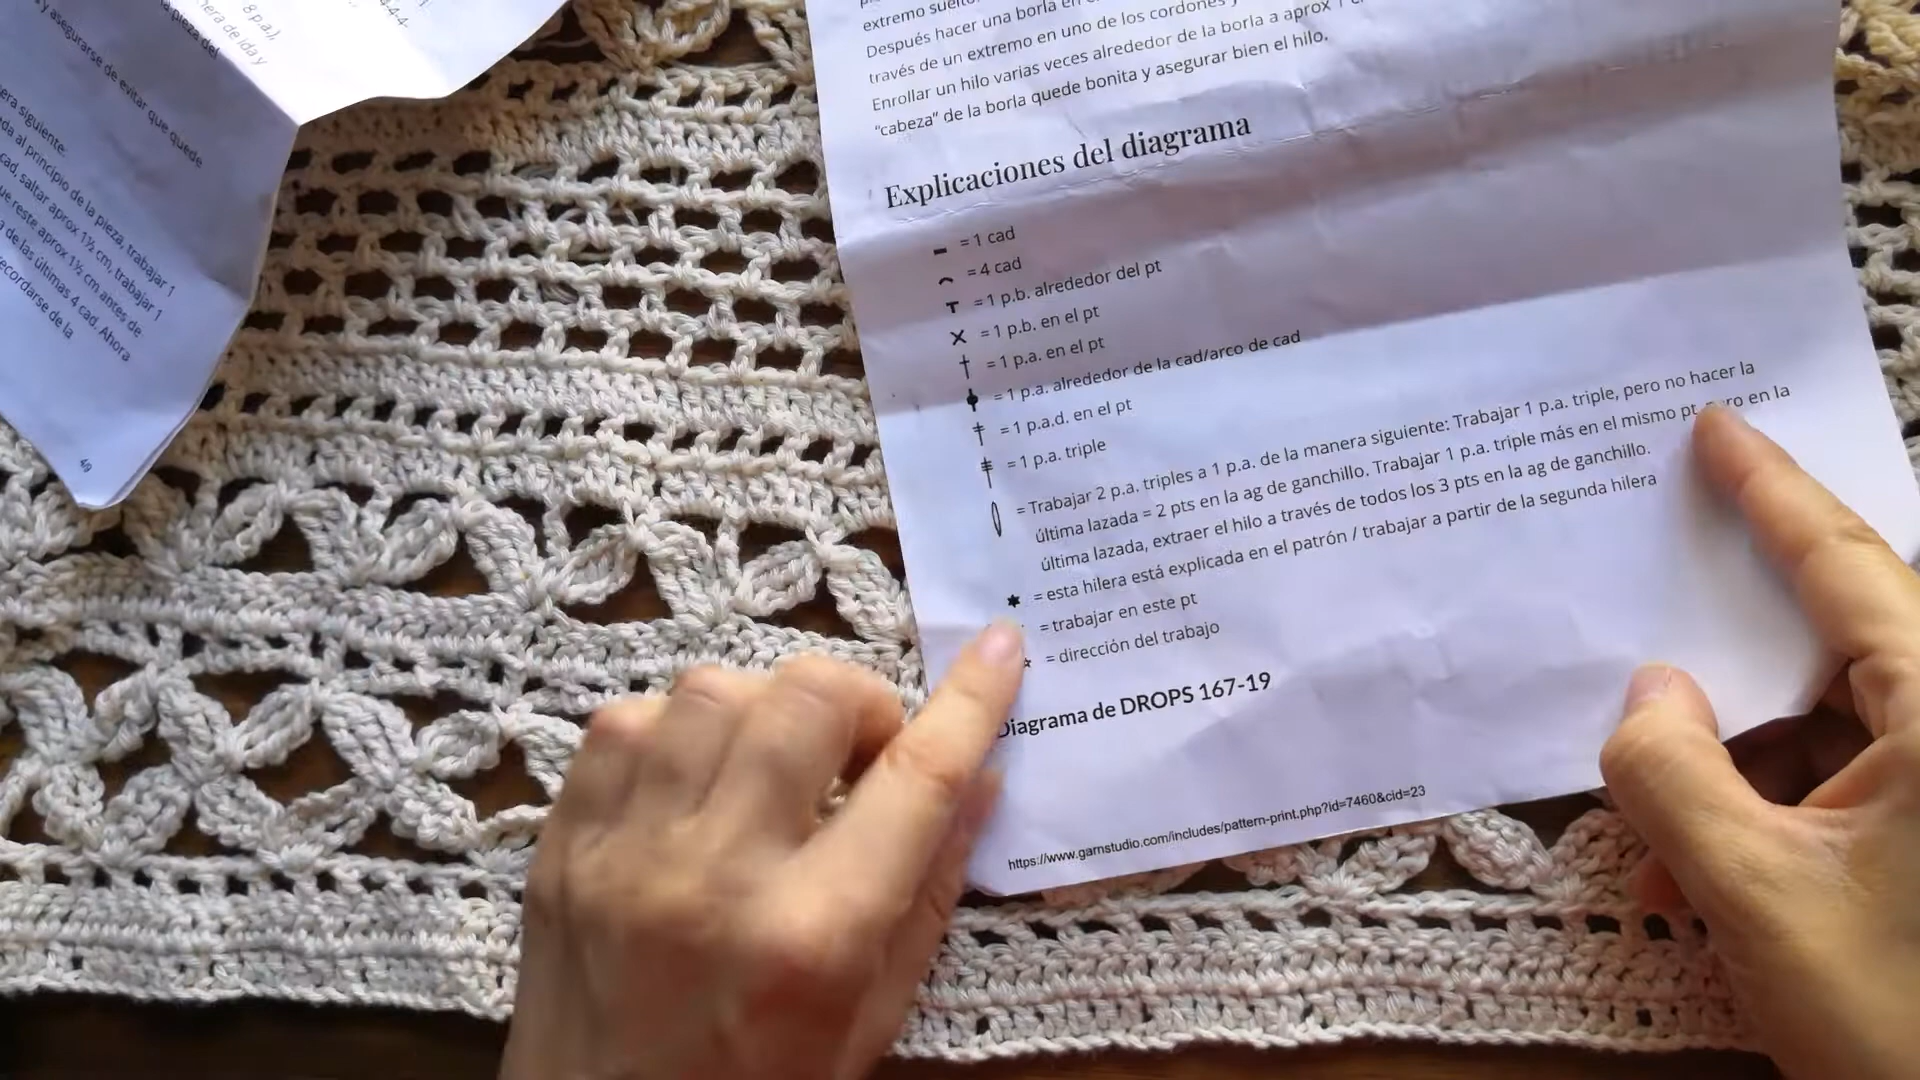 8 p.a.),
pieza del
y asegurarse de evitar que quede
era siguiente:
al principio de la pieza, trabajar 1
cad, saltar aprox 1½ cm, trabajar 1
que reste aprox 1½ cm antes de
de las últimas 4 cad. Ahora
recordarse de la
49
extremo
Después hacer una borla en
través de un extremo en uno de los cordones y
Enrollar un hilo varias veces alrededor de la borla a aprox 1
“cabeza” de la borla quede bonita y asegurar bien el hilo.
Explicaciones del diagrama
= 1 cad
= 4 cad
= 1 p.b. alrededor del pt
= 1 p.b. en el pt
= 1 p.a. en el pt
= 1 p.a. alrededor de la cad/arco de cad
= 1 p.a.d. en el pt
= 1 p.a. triple
= Trabajar 2 p.a. triples a 1 p.a. de la manera siguiente: Trabajar 1 p.a. triple, pero no hacer la
última lazada = 2 pts en la ag de ganchillo. Trabajar 1 p.a. triple más en el mismo pt, pero en la
última lazada, extraer el hilo a través de todos los 3 pts en la ag de ganchillo.
= esta hilera está explicada en el patrón / trabajar a partir de la segunda hilera
= trabajar en este pt
= dirección del trabajo
Diagrama de DROPS 167-19
https://www.garnstudio.com/includes/pattern-print.php?id=7460&cid=23